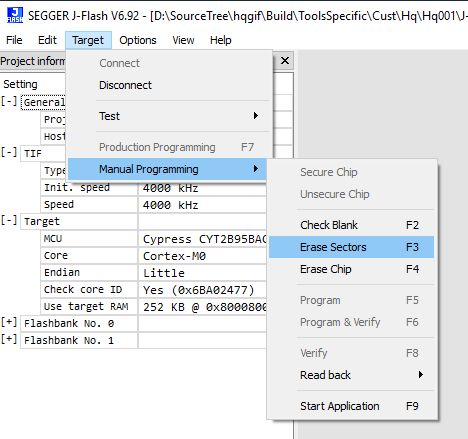 SEGGER J-Flash V6.92 - [D:\SourceTree\hqgif\Build\ToolsSpecific\Cust\Hq\Hq001\J-
File Edit Target Options View Help
Project inform
Connect
Disconnect
Test
Production Programming F7
Manual Programming
Setting
[-] General
Proj
Host
[-] TIF
Type
Init. speed 4000 kHz
Speed 4000 kHz
[-] Target
MCU Cypress CYT2B95BAC
Core Cortex-M0
Endian Little
Check core ID Yes (0x6BA02477)
Use target RAM 252 KB @ 0x8000800
[+] Flashbank No. 0
[+] Flashbank No. 1
Secure Chip
Unsecure Chip
Check Blank F2
Erase Sectors F3
Erase Chip F4
Program F5
Program & Verify F6
Verify F8
Read back
Start Application F9